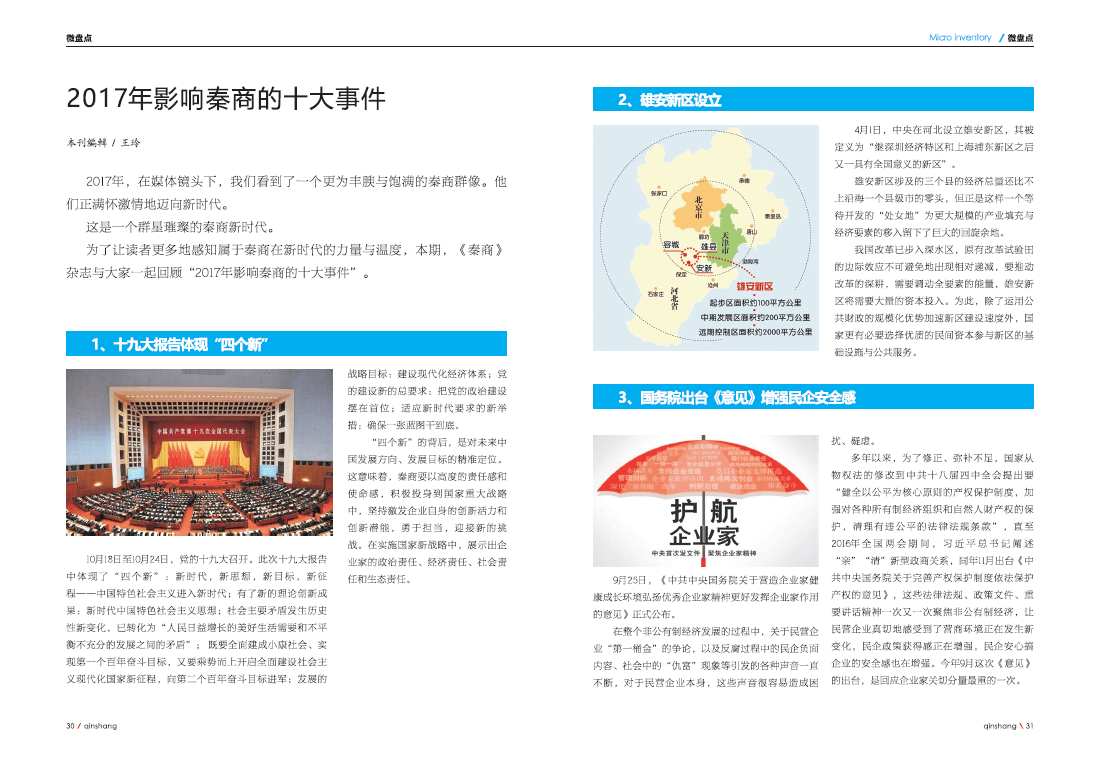 微盘点
2017年影响秦商的十大事件
本刊编辑 / 王玲
2017年，在媒体镜头下，我们看到了一个更为丰腴与饱满的秦商群像。他
们正满怀激情地迈向新时代。
这是一个群星璀璨的秦商新时代。
为了让读者更多地感知属于秦商在新时代的力量与温度，本期，《秦商》
杂志与大家一起回顾“2017年影响秦商的十大事件”。
1、十九大报告体现“四个新”
中国共产党第十九次全国代表大会
10月18日至10月24日，党的十九大召开。此次十九大报告
中体现了“四个新”：新时代，新思想，新目标，新征
程——中国特色社会主义进入新时代；有了新的理论创新成
果：新时代中国特色社会主义思想；社会主要矛盾发生历史
性新变化，已转化为“人民日益增长的美好生活需要和不平
衡不充分的发展之间的矛盾”；既要全面建成小康社会、实
现第一个百年奋斗目标，又要乘势而上开启全面建设社会主
义现代化国家新征程，向第二个百年奋斗目标进军；发展的
战略目标：建设现代化经济体系；党
的建设新的总要求：把党的政治建设
摆在首位；适应新时代要求的新举
措：确保一张蓝图干到底。
“四个新”的背后，是对未来中
国发展方向、发展目标的精准定位。
这意味着，秦商要以高度的责任感和
使命感，积极投身到国家重大战略
中，坚持激发企业自身的创新活力和
创新潜能，勇于担当，迎接新的挑
战。在实施国家新战略中，展示出企
业家的政治责任、经济责任、社会责
任和生态责任。
30 / qinshang
Micro inventory / 微盘点
2、雄安新区设立
张家口
承德
北京市
秦皇岛
廊坊
唐山
天津市
容城
雄县
渤海湾
安新
保定
沧州
雄安新区
石家庄
河北省
起步区面积约100平方公里
中期发展区面积约200平方公里
远期控制区面积约2000平方公里
4月1日，中央在河北设立雄安新区，其被
定义为“继深圳经济特区和上海浦东新区之后
又一具有全国意义的新区”。
雄安新区涉及的三个县的经济总量还比不
上沿海一个县级市的零头，但正是这样一个等
待开发的“处女地”为更大规模的产业填充与
经济要素的移入留下了巨大的回旋余地。
我国改革已步入深水区，原有改革试验田
的边际效应不可避免地出现相对递减，要推动
改革的深耕，需要调动全要素的能量，雄安新
区将需要大量的资本投入。为此，除了运用公
共财政的规模化优势加速新区建设速度外，国
家更有必要选择优质的民间资本参与新区的基
础设施与公共服务。
3、国务院出台《意见》增强民企安全感
护航
企业家
中央首次发文件 聚焦企业家精神
9月25日，《中共中央国务院关于营造企业家健
康成长环境弘扬优秀企业家精神更好发挥企业家作用
的意见》正式公布。
在整个非公有制经济发展的过程中，关于民营企
业“第一桶金”的争论，以及反腐过程中的民企负面
内容、社会中的“仇富”现象等引发的各种声音一直
不断，对于民营企业本身，这些声音很容易造成困
扰、疑虑。
多年以来，为了修正、弥补不足，国家从
物权法的修改到中共十八届四中全会提出要
“健全以公平为核心原则的产权保护制度，加
强对各种所有制经济组织和自然人财产权的保
护，清理有违公平的法律法规条款”，直至
2016年全国两会期间，习近平总书记阐述
“亲”“清”新型政商关系，同年11月出台《中
共中央国务院关于完善产权保护制度依法保护
产权的意见》，这些法律法规、政策文件、重
要讲话精神一次又一次聚焦非公有制经济，让
民营企业真切地感受到了营商环境正在发生新
变化，民企政策获得感正在增强，民企安心搞
企业的安全感也在增强。今年9月这次《意见》
的出台，是回应企业家关切分量最重的一次。
qinshang \ 31